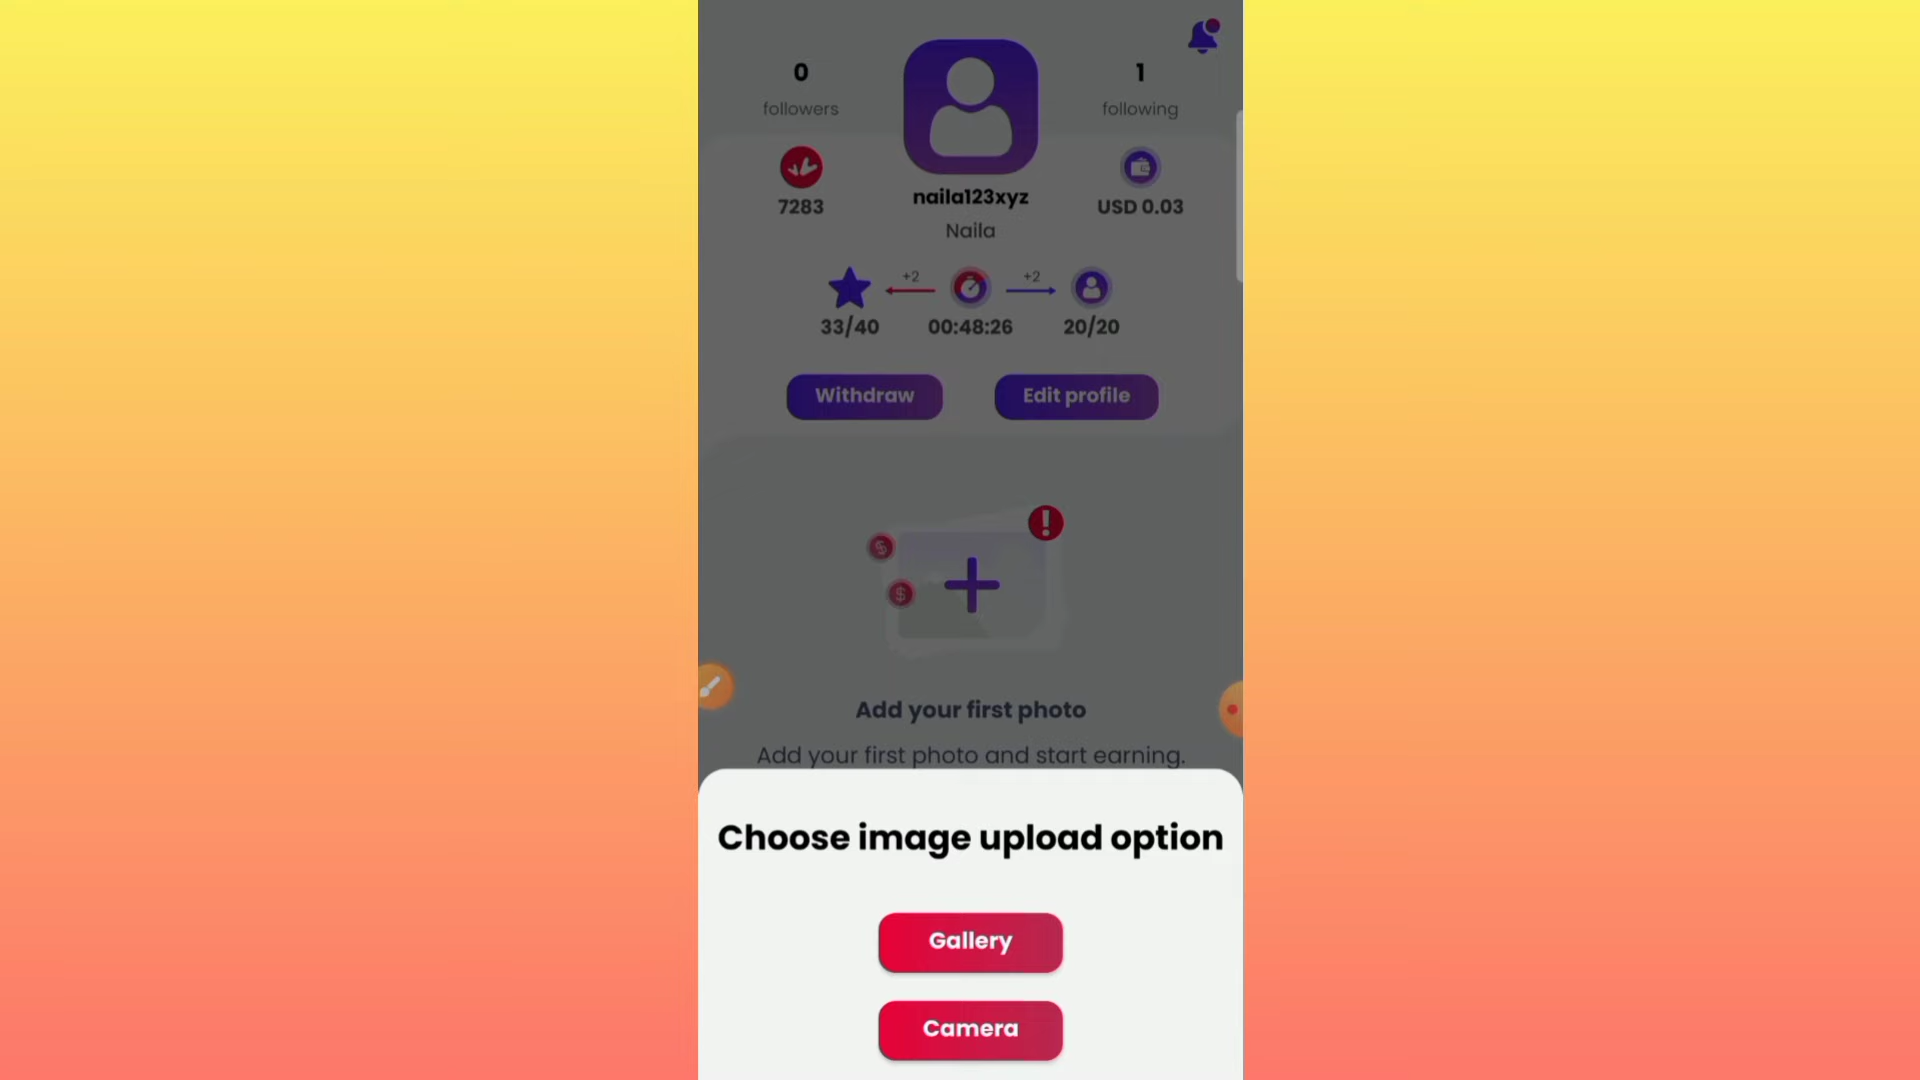 0
followers
1
following
7283
naila123xyz
Naila
USD 0.03
+2
+2
33/40
00:48:26
20/20
Withdraw
Edit profile
Add your first photo
Add your first photo and start earning.
Choose image upload option
Gallery
Camera